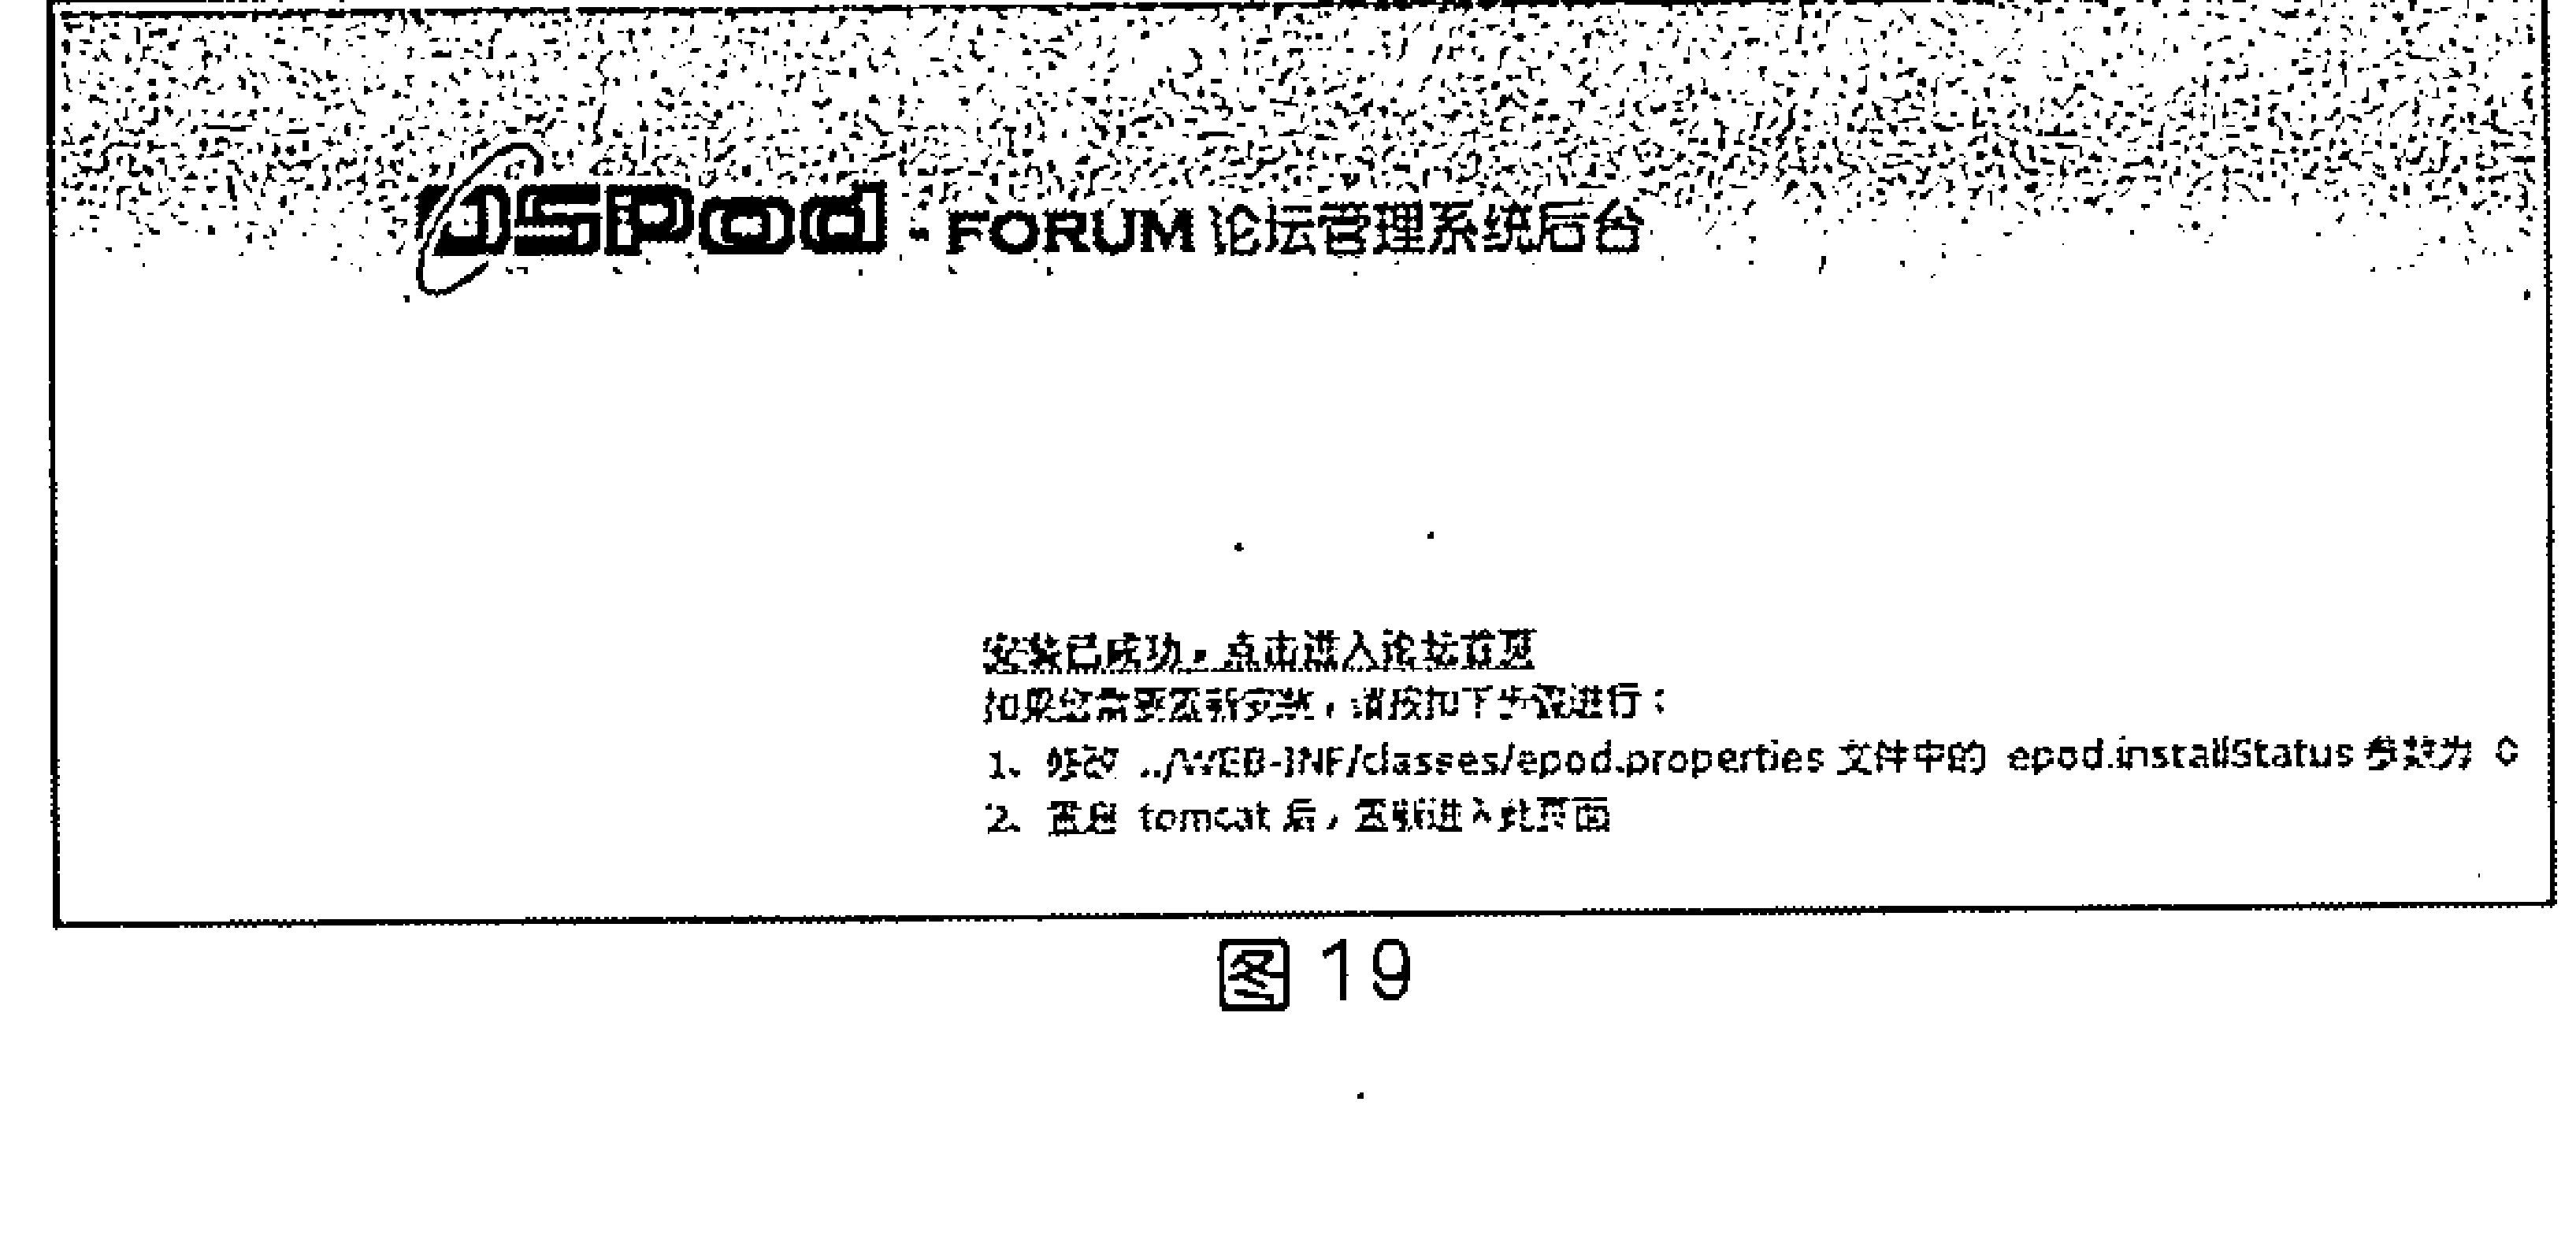 JSPod - FORUM 论坛管理系统后台
安装已成功，点击进入论坛首页
如果您需要重新安装，请按如下步骤进行：
1. 修改 ../WEB-INF/classes/epod.properties 文件中的 epod.installStatus 参数为 0
2. 重启 tomcat 后，重新进入此页面
图 19